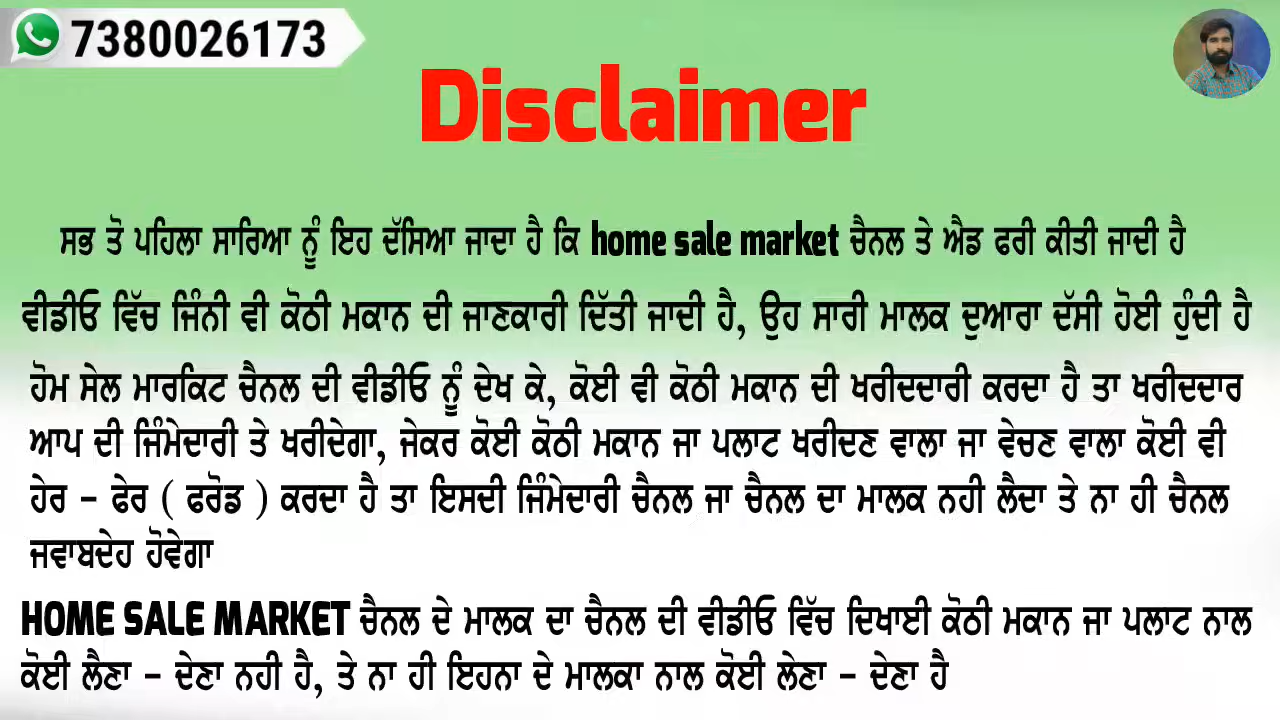 7380026173
Disclaimer
ਸਭ ਤੋ ਪਹਿਲਾ ਸਾਰਿਆ ਨੂੰ ਇਹ ਦੱਸਿਆ ਜਾਦਾ ਹੈ ਕਿ home sale market ਚੈਨਲ ਤੇ ਐਡ ਫਰੀ ਕੀਤੀ ਜਾਦੀ ਹੈ
ਵੀਡੀਓ ਵਿੱਚ ਜਿੰਨੀ ਵੀ ਕੋਠੀ ਮਕਾਨ ਦੀ ਜਾਣਕਾਰੀ ਦਿੱਤੀ ਜਾਦੀ ਹੈ, ਉਹ ਸਾਰੀ ਮਾਲਕ ਦੁਆਰਾ ਦੱਸੀ ਹੋਈ ਹੁੰਦੀ ਹੈ
ਹੋਮ ਸੇਲ ਮਾਰਕਿਟ ਚੈਨਲ ਦੀ ਵੀਡੀਓ ਨੂੰ ਦੇਖ ਕੇ, ਕੋਈ ਵੀ ਕੋਠੀ ਮਕਾਨ ਦੀ ਖਰੀਦਦਾਰੀ ਕਰਦਾ ਹੈ ਤਾ ਖਰੀਦਦਾਰ
ਆਪ ਦੀ ਜਿੰਮੇਦਾਰੀ ਤੇ ਖਰੀਦੇਗਾ, ਜੇਕਰ ਕੋਈ ਕੋਠੀ ਮਕਾਨ ਜਾ ਪਲਾਟ ਖਰੀਦਣ ਵਾਲਾ ਜਾ ਵੇਚਣ ਵਾਲਾ ਕੋਈ ਵੀ
ਹੇਰ - ਫੇਰ ( ਫਰੋਡ ) ਕਰਦਾ ਹੈ ਤਾ ਇਸਦੀ ਜਿੰਮੇਦਾਰੀ ਚੈਨਲ ਜਾ ਚੈਨਲ ਦਾ ਮਾਲਕ ਨਹੀ ਲੈਦਾ ਤੇ ਨਾ ਹੀ ਚੈਨਲ
ਜਵਾਬਦੇਹ ਹੋਵੇਗਾ
HOME SALE MARKET ਚੈਨਲ ਦੇ ਮਾਲਕ ਦਾ ਚੈਨਲ ਦੀ ਵੀਡੀਓ ਵਿੱਚ ਦਿਖਾਈ ਕੋਠੀ ਮਕਾਨ ਜਾ ਪਲਾਟ ਨਾਲ
ਕੋਈ ਲੈਣਾ - ਦੇਣਾ ਨਹੀ ਹੈ, ਤੇ ਨਾ ਹੀ ਇਹਨਾ ਦੇ ਮਾਲਕਾ ਨਾਲ ਕੋਈ ਲੇਣਾ - ਦੇਣਾ ਹੈ